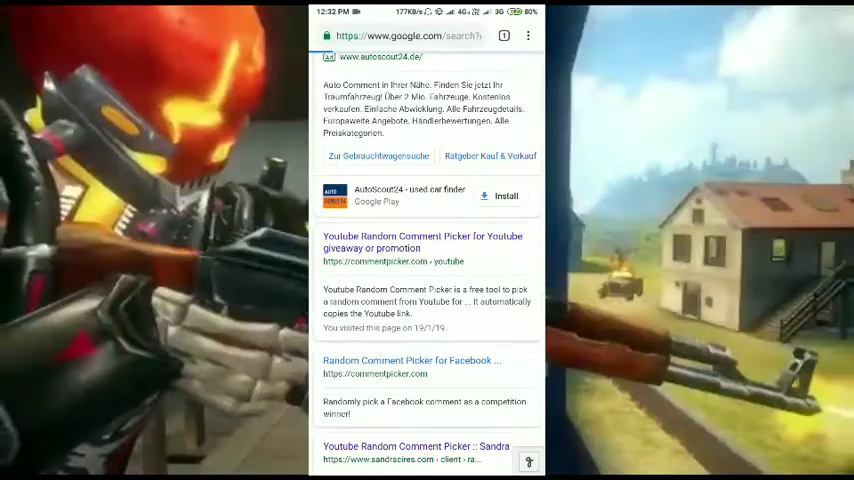 12:32 PM 177KB/s 4G 3G 80%
https://www.google.com/search? 1
Ad www.autoscout24.de/
Auto Comment in Ihrer Nähe. Finden Sie jetzt Ihr
Traumfahrzeug! Über 2 Mio. Fahrzeuge. Kostenlos
verkaufen. Einfache Abwicklung. Alle Fahrzeugdetails.
Europaweite Angebote. Händlerbewertungen. Alle
Preiskategorien.
Zur Gebrauchtwagensuche Ratgeber Kauf & Verkauf
AUTO SCOUT24 AutoScout24 - used car finder
Google Play Install
Youtube Random Comment Picker for Youtube
giveaway or promotion
https://commentpicker.com › youtube
Youtube Random Comment Picker is a free tool to pick
a random comment from Youtube for ... It automatically
copies the Youtube link.
You visited this page on 19/1/19.
Random Comment Picker for Facebook ...
https://commentpicker.com
Randomly pick a Facebook comment as a competition
winner!
Youtube Random Comment Picker :: Sandra
https://www.sandracires.com › client › ra...